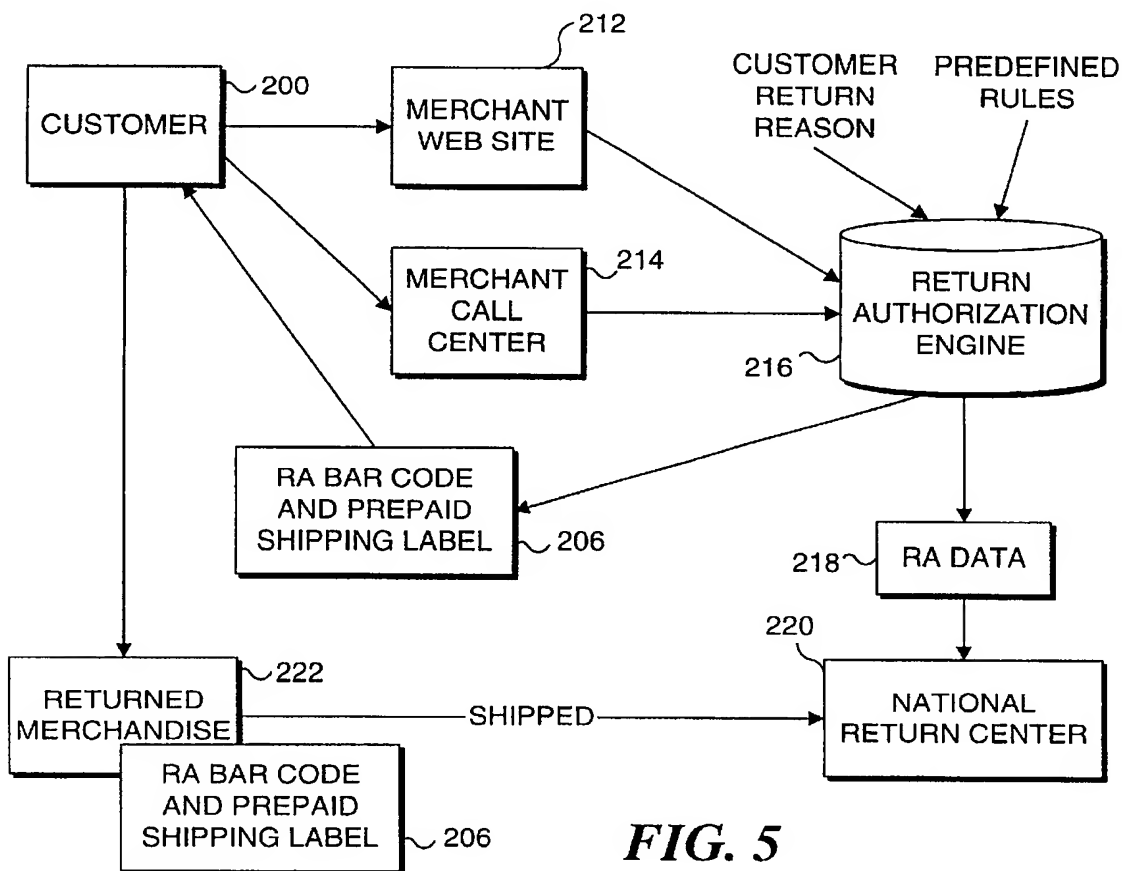 212
200
CUSTOMER
MERCHANT
WEB SITE
CUSTOMER
RETURN
REASON
PREDEFINED
RULES
214
MERCHANT
CALL
CENTER
RETURN
AUTHORIZATION
ENGINE
216
RA BAR CODE
AND PREPAID
SHIPPING LABEL
206
218
RA DATA
220
222
RETURNED
MERCHANDISE
SHIPPED
NATIONAL
RETURN CENTER
RA BAR CODE
AND PREPAID
SHIPPING LABEL
206
FIG. 5